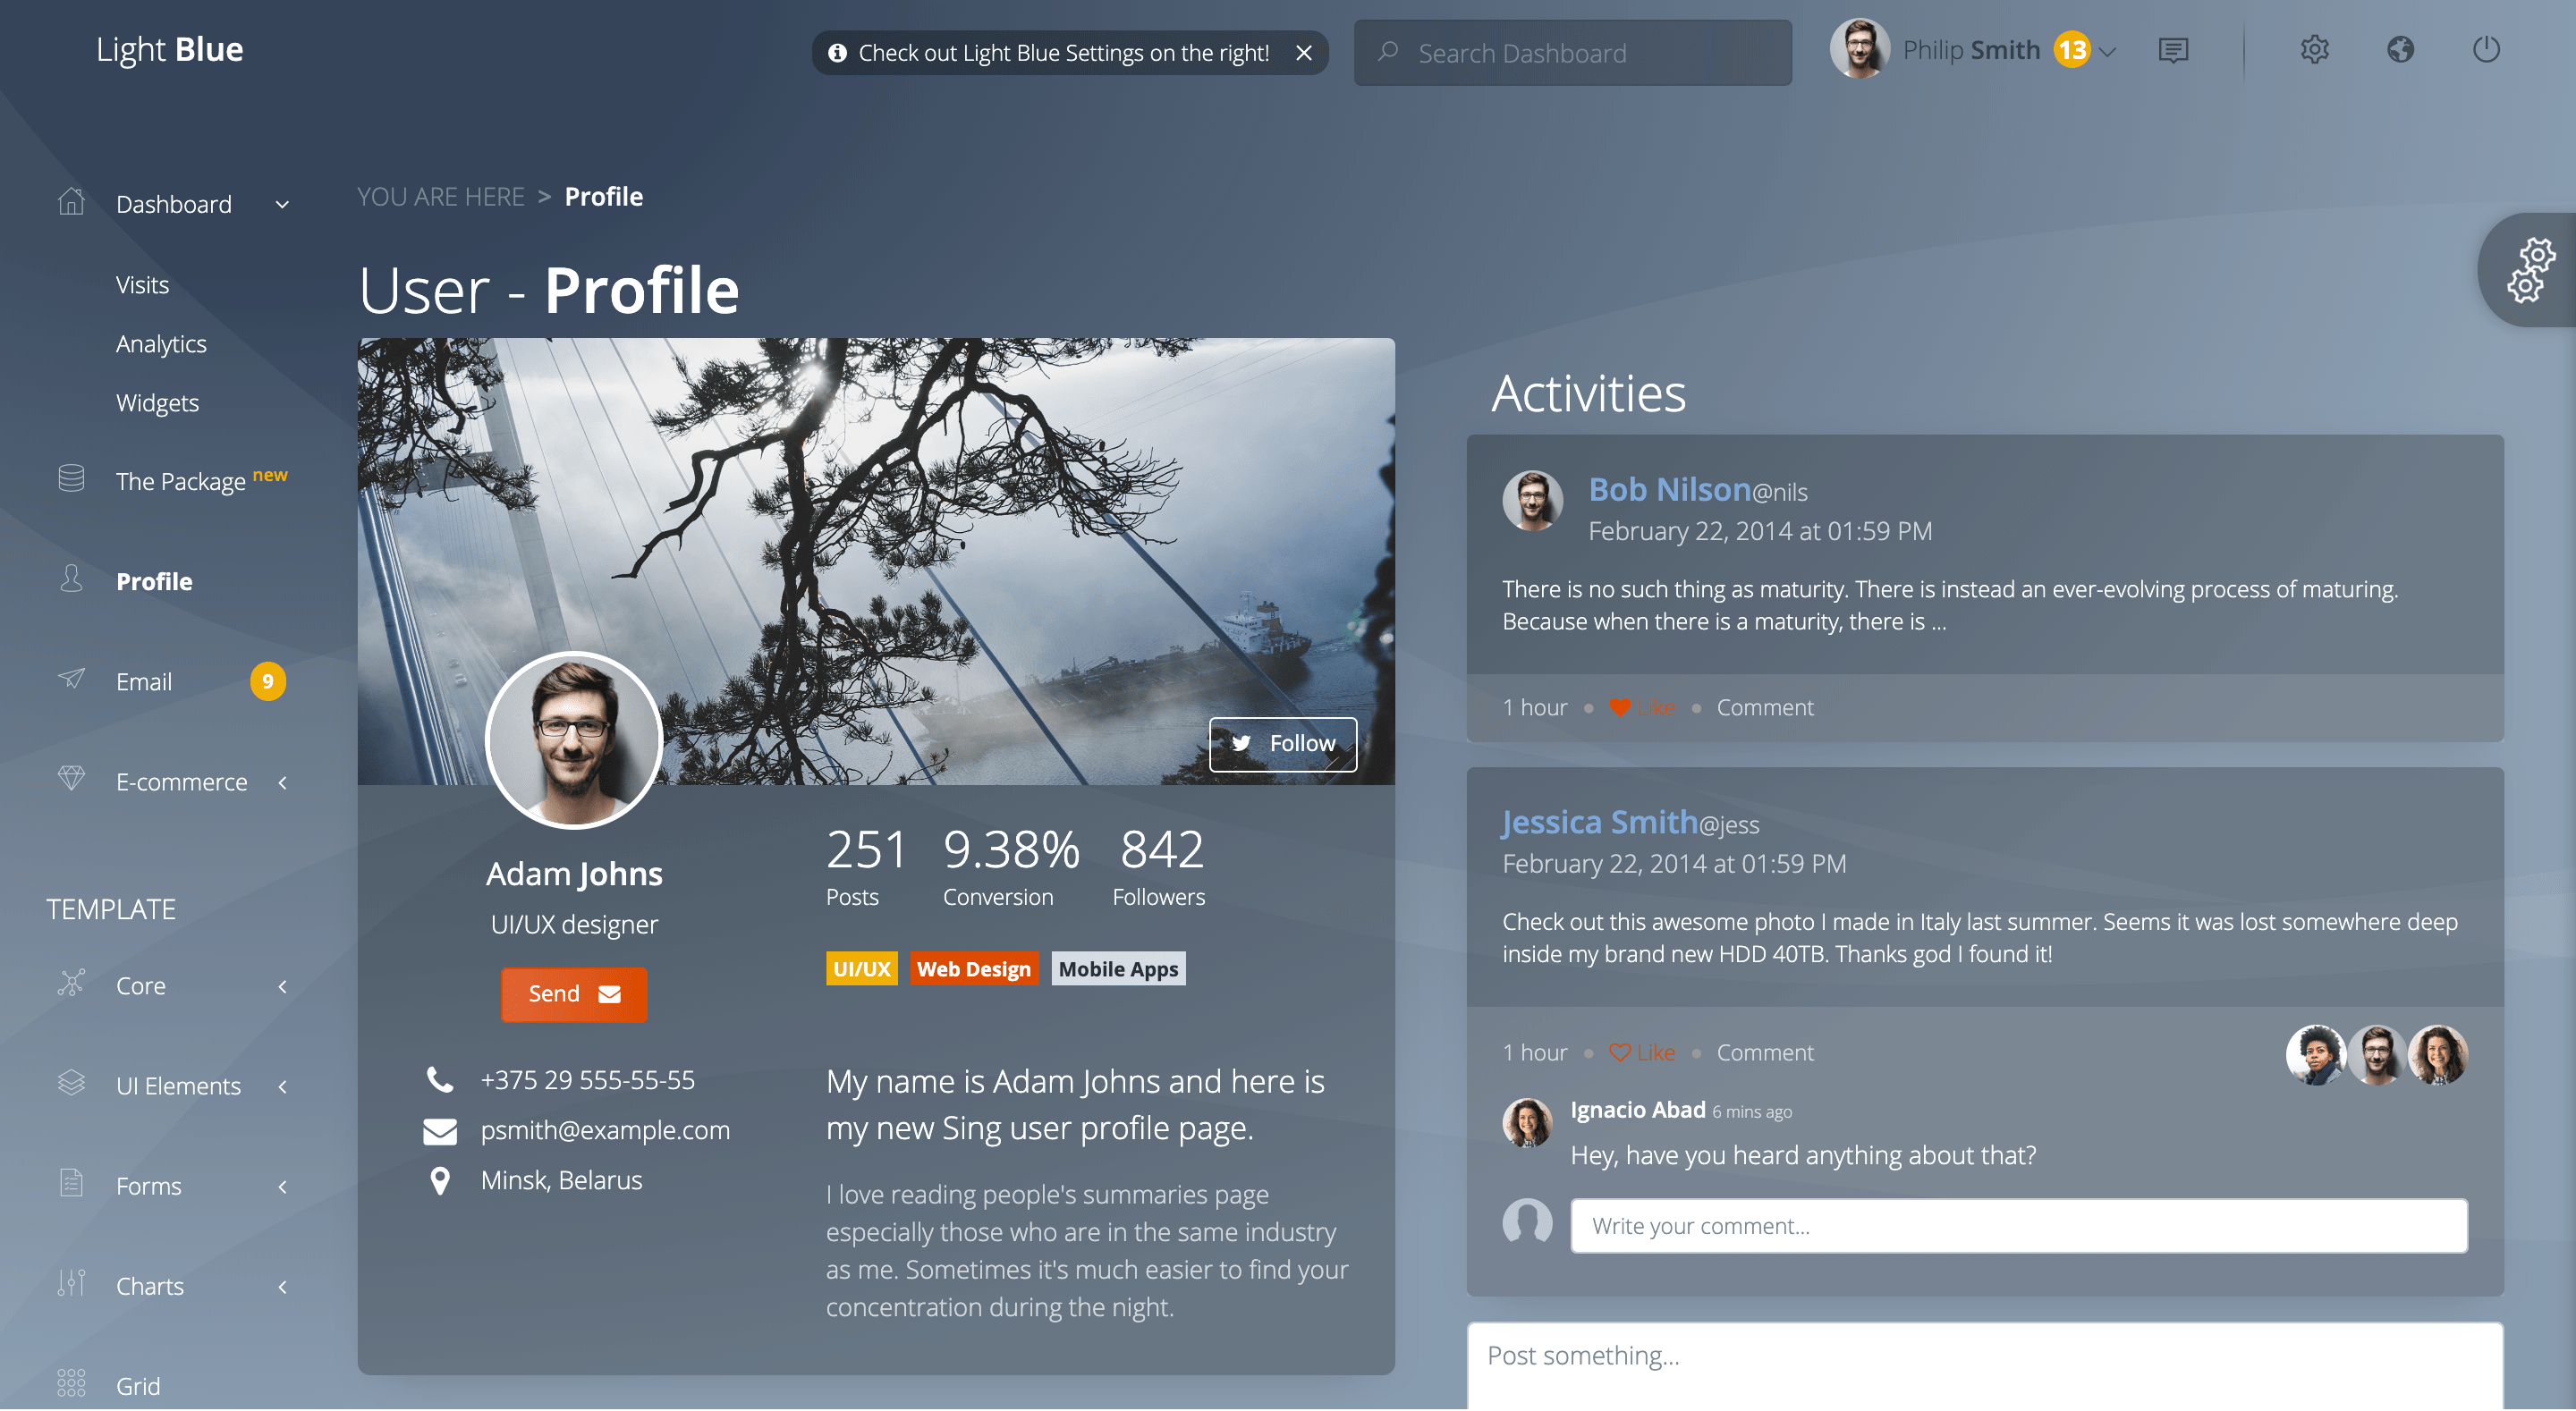 Light Blue
Check out Light Blue Settings on the right!
Search Dashboard
Philip Smith 13
Dashboard
Visits
Analytics
Widgets
The Package new
Profile
Email 9
E-commerce
TEMPLATE
Core
UI Elements
Forms
Charts
Grid
YOU ARE HERE > Profile
User - Profile
Follow
Adam Johns
UI/UX designer
Send
+375 29 555-55-55
psmith@example.com
Minsk, Belarus
251 9.38% 842
Posts Conversion Followers
UI/UX Web Design Mobile Apps
My name is Adam Johns and here is
my new Sing user profile page.
I love reading people's summaries page
especially those who are in the same industry
as me. Sometimes it's much easier to find your
concentration during the night.
Activities
Bob Nilson@nils
February 22, 2014 at 01:59 PM
There is no such thing as maturity. There is instead an ever-evolving process of maturing.
Because when there is a maturity, there is ...
1 hour Like Comment
Jessica Smith@jess
February 22, 2014 at 01:59 PM
Check out this awesome photo I made in Italy last summer. Seems it was lost somewhere deep
inside my brand new HDD 40TB. Thanks god I found it!
1 hour Like Comment
Ignacio Abad 6 mins ago
Hey, have you heard anything about that?
Write your comment...
Post something...